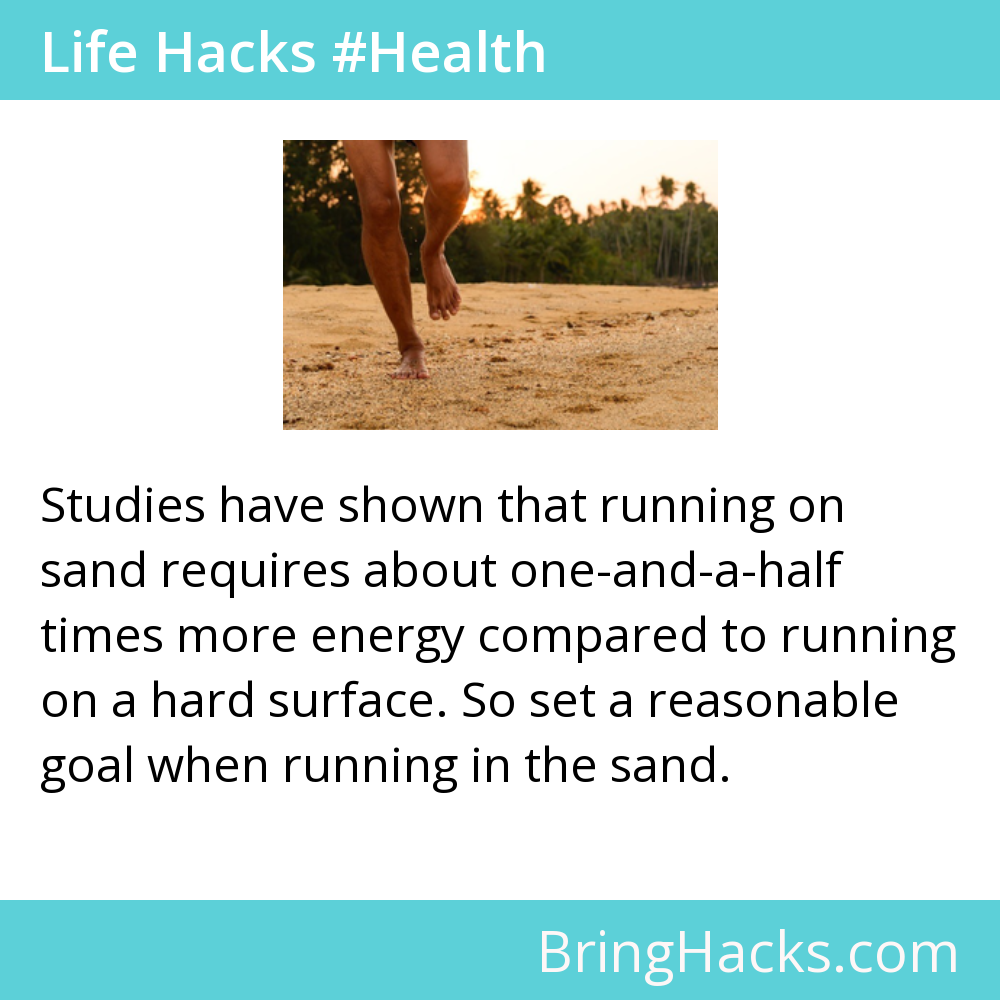 Life Hacks #Health
Studies have shown that running on
sand requires about one-and-a-half
times more energy compared to running
on a hard surface. So set a reasonable
goal when running in the sand.
BringHacks.com